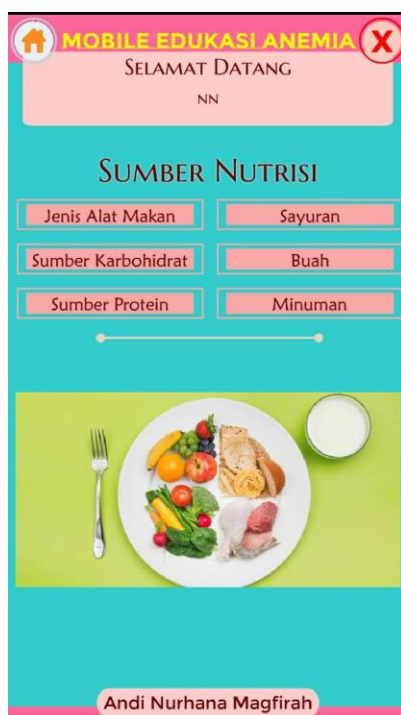 MOBILE EDUKASI ANEMIA
X
SELAMAT DATANG
NN
SUMBER NUTRISI
Jenis Alat Makan
Sayuran
Sumber Karbohidrat
Buah
Sumber Protein
Minuman
Andi Nurhana Magfirah